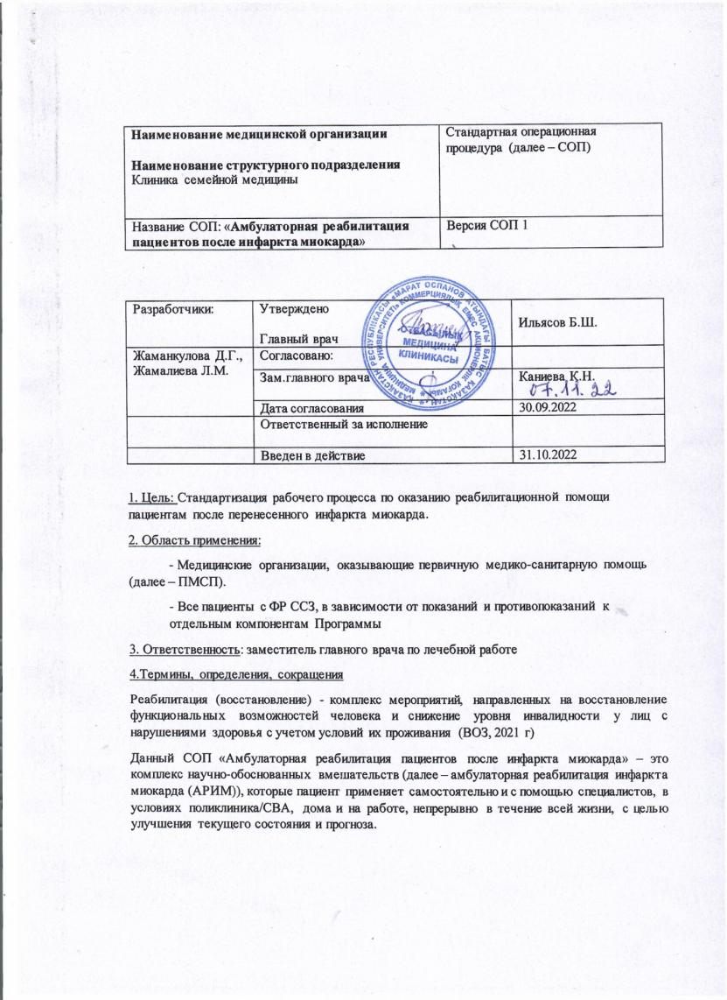 Наименование медицинской организации
Наименование структурного подразделения
Клиника семейной медицины
Стандартная операционная
процедура (далее – СОП)
Название СОП: «Амбулаторная реабилитация
пациентов после инфаркта миокарда»
Версия СОП 1
Разработчики:
Утверждено
Главный врач
Ильясов Б.Ш.
Жаманкулова Д.Г.,
Жамалиева Л.М.
Согласовано:
Зам.главного врача
Каниева К.Н.
07.11.22
Дата согласования
30.09.2022
Ответственный за исполнение
Введен в действие
31.10.2022
ОТБАСЫЛЫҚ
МЕДИЦИНА
КЛИНИКАСЫ
1. Цель: Стандартизация рабочего процесса по оказанию реабилитационной помощи
пациентам после перенесенного инфаркта миокарда.
2. Область применения:
- Медицинские организации, оказывающие первичную медико-санитарную помощь
(далее – ПМСП).
- Все пациенты с ФР ССЗ, в зависимости от показаний и противопоказаний к
отдельным компонентам Программы
3. Ответственность: заместитель главного врача по лечебной работе
4.Термины, определения, сокращения
Реабилитация (восстановление) - комплекс мероприятий, направленных на восстановление
функциональных возможностей человека и снижение уровня инвалидности у лиц с
нарушениями здоровья с учетом условий их проживания (ВОЗ, 2021 г)
Данный СОП «Амбулаторная реабилитация пациентов после инфаркта миокарда» – это
комплекс научно-обоснованных вмешательств (далее – амбулаторная реабилитация инфаркта
миокарда (АРИМ)), которые пациент применяет самостоятельно и с помощью специалистов, в
условиях поликлиника/СВА, дома и на работе, непрерывно в течение всей жизни, с целью
улучшения текущего состояния и прогноза.